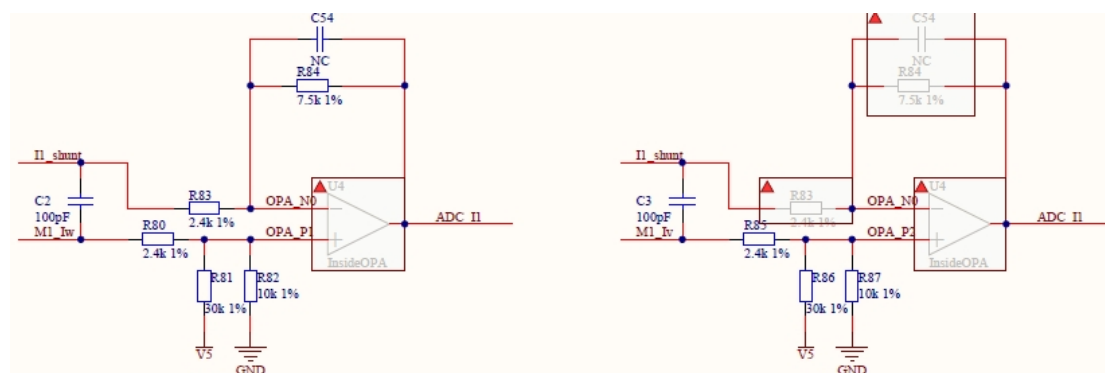 C54
NC
R84
7.5k 1%
I1_shunt
C2
100pF
M1_Iw
R83
2.4k 1%
R80
2.4k 1%
OPA_N0
OPA_P1
U4
InsideOPA
ADC_I1
R81
30k 1%
R82
10k 1%
V5
GND
C54
NC
R84
7.5k 1%
I1_shunt
C3
100pF
M1_Iv
R83
2.4k 1%
R85
2.4k 1%
OPA_N0
OPA_P2
U4
InsideOPA
ADC_I1
R86
30k 1%
R87
10k 1%
V5
GND